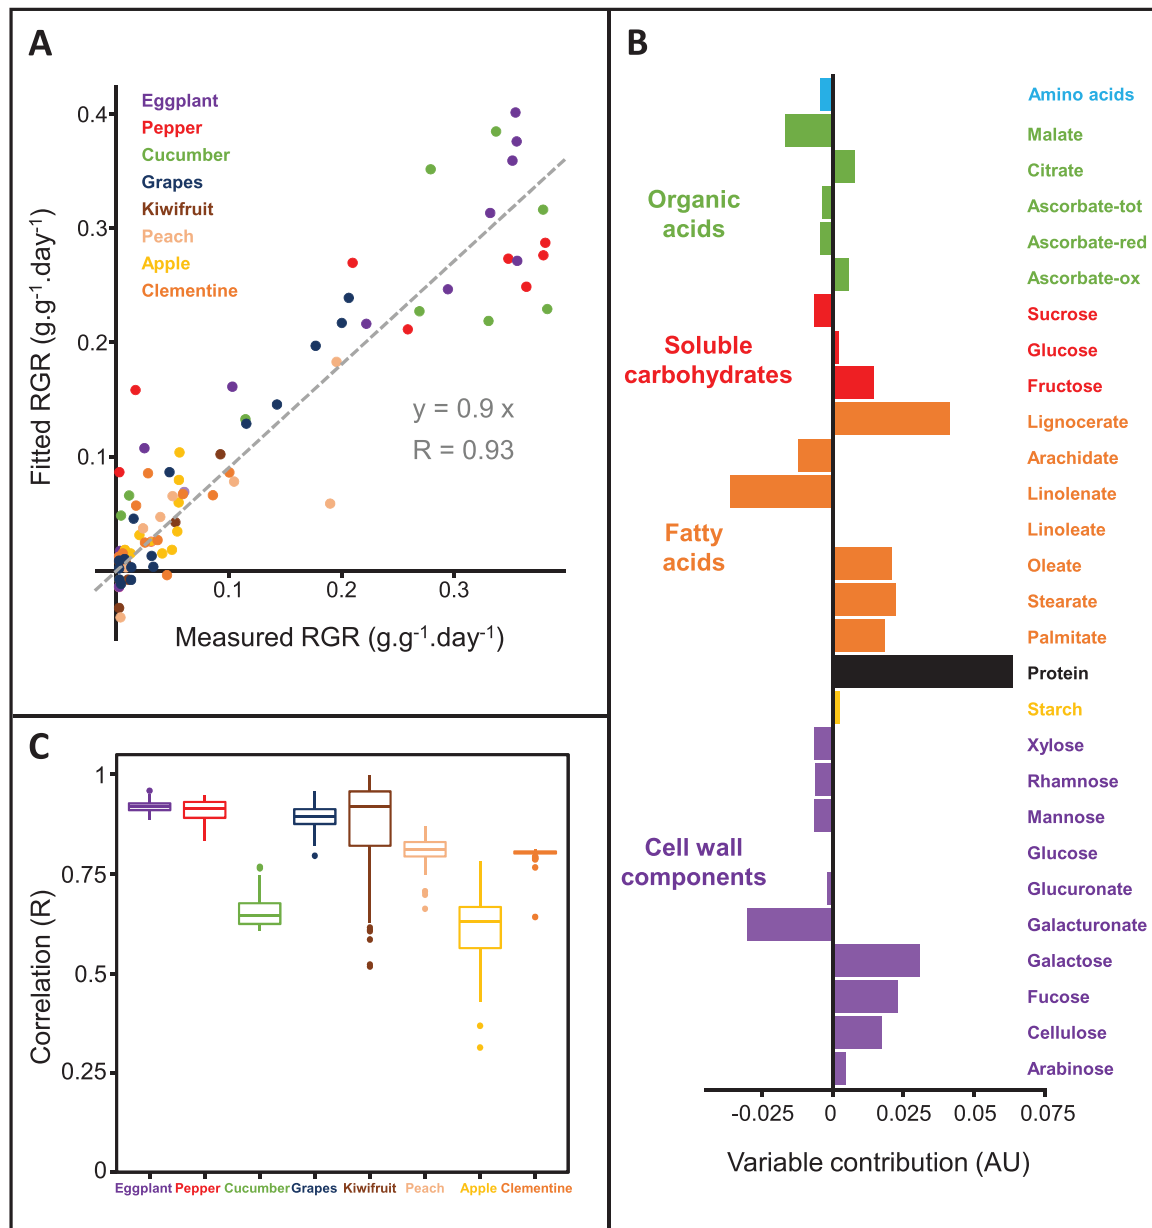 A
Eggplant
Pepper
Cucumber
Grapes
Kiwifruit
Peach
Apple
Clementine
0.4
0.3
0.2
0.1
Fitted RGR (g.g⁻¹.day⁻¹)
y = 0.9 x
R = 0.93
0.1
0.2
0.3
Measured RGR (g.g⁻¹.day⁻¹)
B
Organic
acids
Soluble
carbohydrates
Fatty
acids
Cell wall
components
Amino acids
Malate
Citrate
Ascorbate-tot
Ascorbate-red
Ascorbate-ox
Sucrose
Glucose
Fructose
Lignocerate
Arachidate
Linolenate
Linoleate
Oleate
Stearate
Palmitate
Protein
Starch
Xylose
Rhamnose
Mannose
Glucose
Glucuronate
Galacturonate
Galactose
Fucose
Cellulose
Arabinose
-0.025
0
0.025
0.05
0.075
Variable contribution (AU)
C
1
0.75
0.5
0.25
0
Correlation (R)
Eggplant
Pepper
Cucumber
Grapes
Kiwifruit
Peach
Apple
Clementine